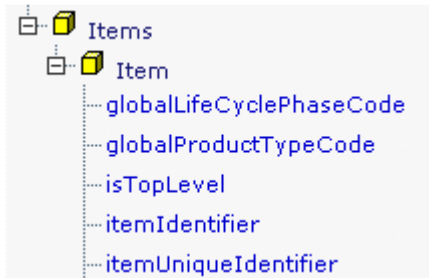 Items
Item
globalLifeCyclePhaseCode
globalProductTypeCode
isTopLevel
itemIdentifier
itemUniqueIdentifier